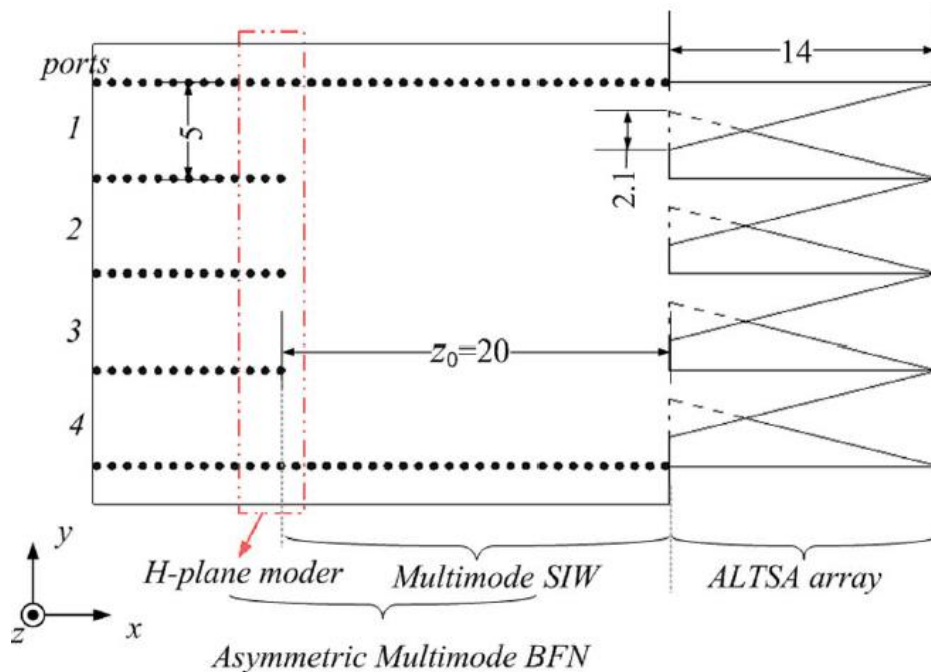 ports
14
1
5
2.1
2
3
z₀=20
4
y
H-plane moder
Multimode SIW
ALTSA array
z
x
Asymmetric Multimode BFN